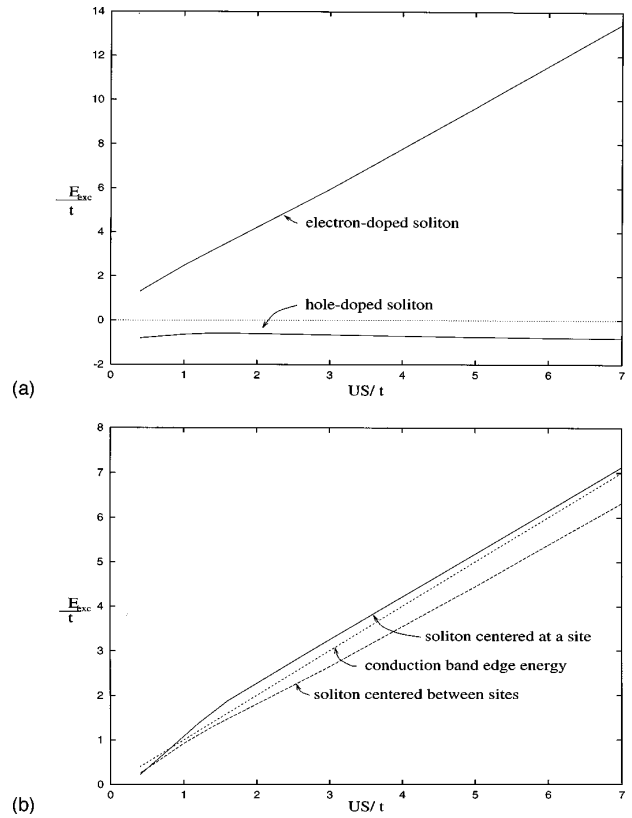 14
12
10
8
6
4
2
0
-2
E_exc
t
electron-doped soliton
hole-doped soliton
0 1 2 3 4 5 6 7
US/ t
(a)
8
7
6
5
4
3
2
1
0
E_exc
t
soliton centered at a site
conduction band edge energy
soliton centered between sites
0 1 2 3 4 5 6 7
US/ t
(b)